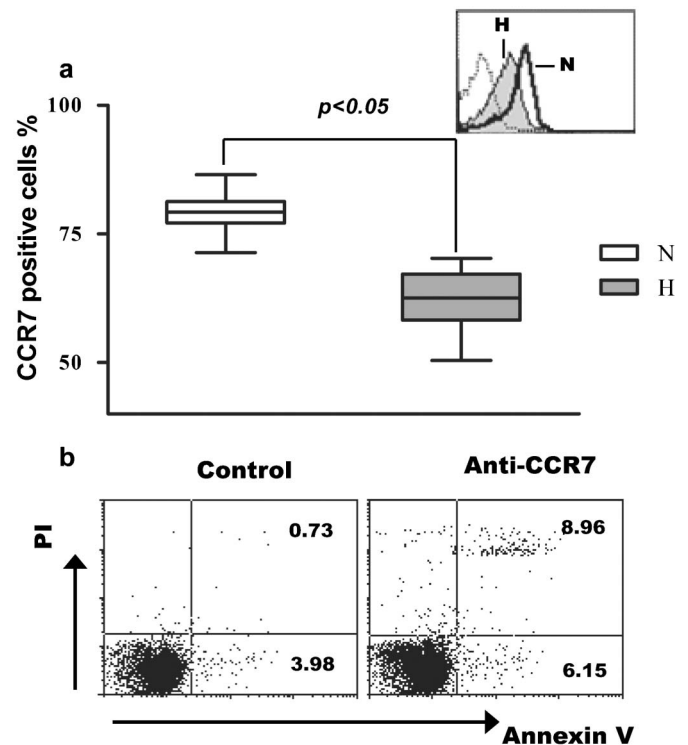 H
N
a
100
p<0.05
75
50
CCR7 positive cells %
N
H
b
Control
Anti-CCR7
PI
0.73
8.96
3.98
6.15
Annexin V